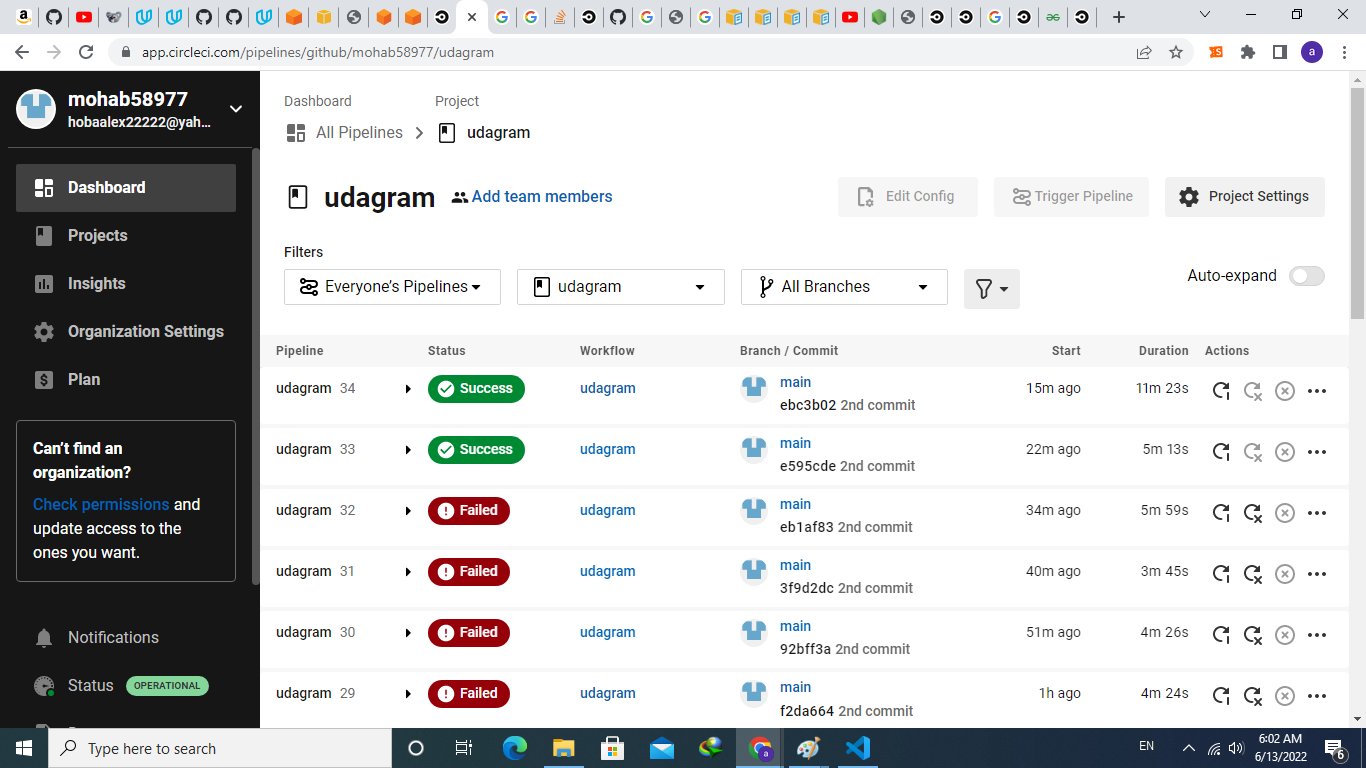 app.circleci.com/pipelines/github/mohab58977/udagram
a
mohab58977
hobaalex22222@yah...
Dashboard
Projects
Insights
Organization Settings
Plan
Can't find an
organization?
Check permissions and
update access to the
ones you want.
Notifications
Status OPERATIONAL
Dashboard Project
All Pipelines udagram
udagram Add team members Edit Config Trigger Pipeline Project Settings
Filters
Everyone's Pipelines udagram All Branches Auto-expand
Pipeline Status Workflow Branch / Commit Start Duration Actions
udagram 34 Success udagram main 15m ago 11m 23s
ebc3b02 2nd commit
udagram 33 Success udagram main 22m ago 5m 13s
e595cde 2nd commit
udagram 32 Failed udagram main 34m ago 5m 59s
eb1af83 2nd commit
udagram 31 Failed udagram main 40m ago 3m 45s
3f9d2dc 2nd commit
udagram 30 Failed udagram main 51m ago 4m 26s
92bff3a 2nd commit
udagram 29 Failed udagram main 1h ago 4m 24s
f2da664 2nd commit
Type here to search
EN
6:02 AM
6/13/2022
6